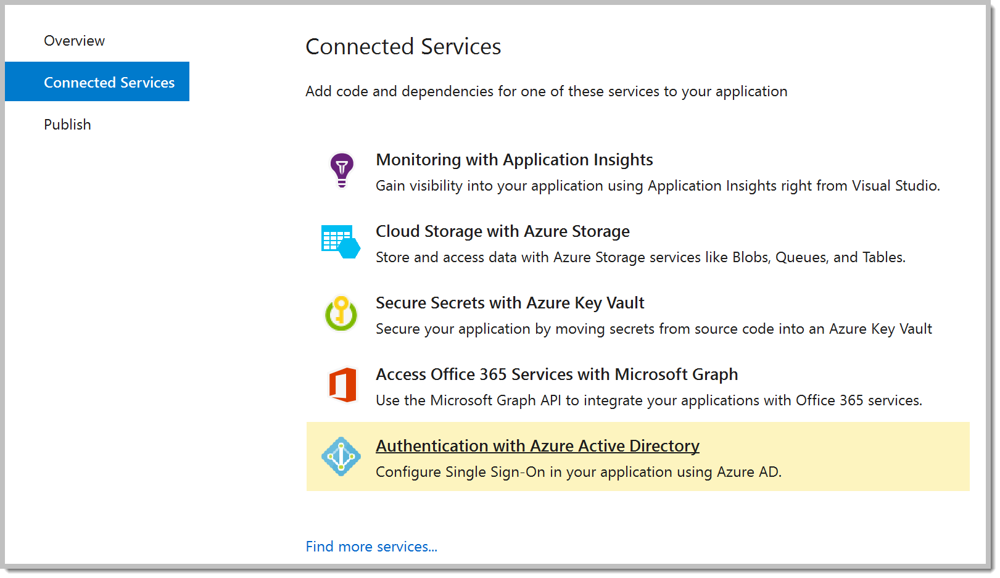 Overview
Connected Services
Publish
Connected Services
Add code and dependencies for one of these services to your application
Monitoring with Application Insights
Gain visibility into your application using Application Insights right from Visual Studio.
Cloud Storage with Azure Storage
Store and access data with Azure Storage services like Blobs, Queues, and Tables.
Secure Secrets with Azure Key Vault
Secure your application by moving secrets from source code into an Azure Key Vault
Access Office 365 Services with Microsoft Graph
Use the Microsoft Graph API to integrate your applications with Office 365 services.
Authentication with Azure Active Directory
Configure Single Sign-On in your application using Azure AD.
Find more services...